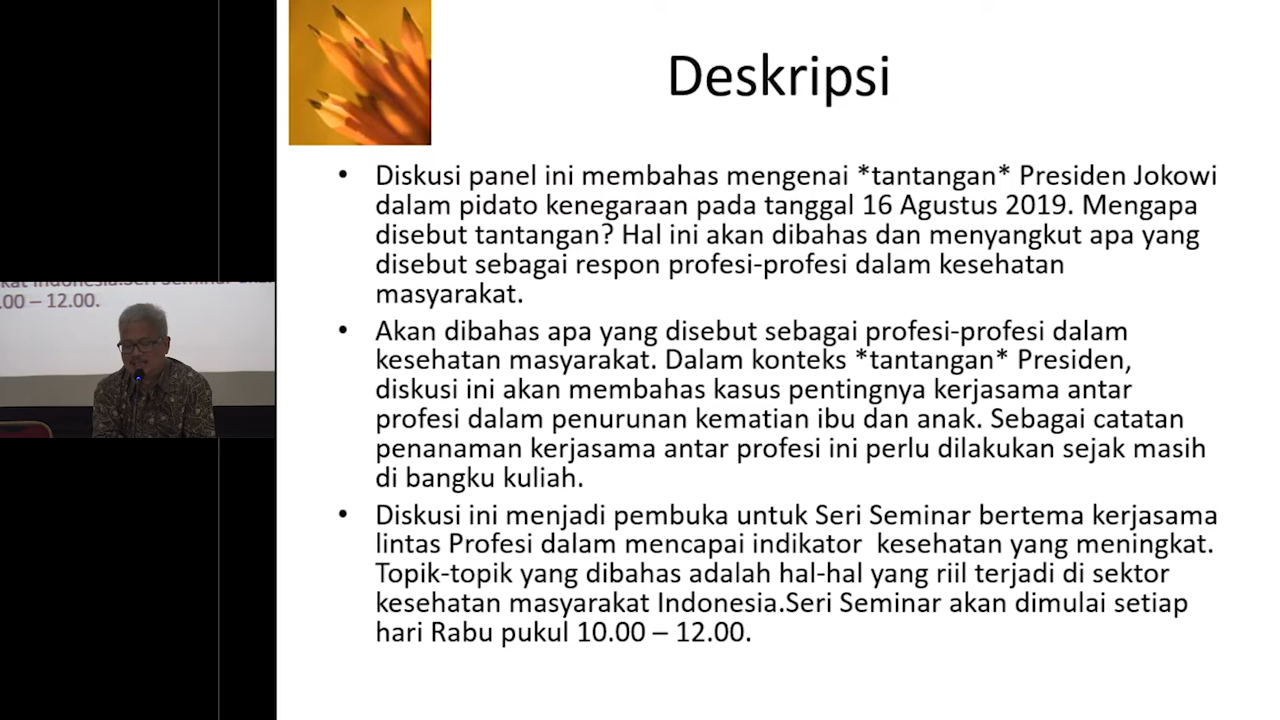 Deskripsi
• Diskusi panel ini membahas mengenai *tantangan* Presiden Jokowi
dalam pidato kenegaraan pada tanggal 16 Agustus 2019. Mengapa
disebut tantangan? Hal ini akan dibahas dan menyangkut apa yang
disebut sebagai respon profesi-profesi dalam kesehatan
masyarakat.
• Akan dibahas apa yang disebut sebagai profesi-profesi dalam
kesehatan masyarakat. Dalam konteks *tantangan* Presiden,
diskusi ini akan membahas kasus pentingnya kerjasama antar
profesi dalam penurunan kematian ibu dan anak. Sebagai catatan
penanaman kerjasama antar profesi ini perlu dilakukan sejak masih
di bangku kuliah.
• Diskusi ini menjadi pembuka untuk Seri Seminar bertema kerjasama
lintas Profesi dalam mencapai indikator  kesehatan yang meningkat.
Topik-topik yang dibahas adalah hal-hal yang riil terjadi di sektor
kesehatan masyarakat Indonesia.Seri Seminar akan dimulai setiap
hari Rabu pukul 10.00 – 12.00.
.00 – 12.00.